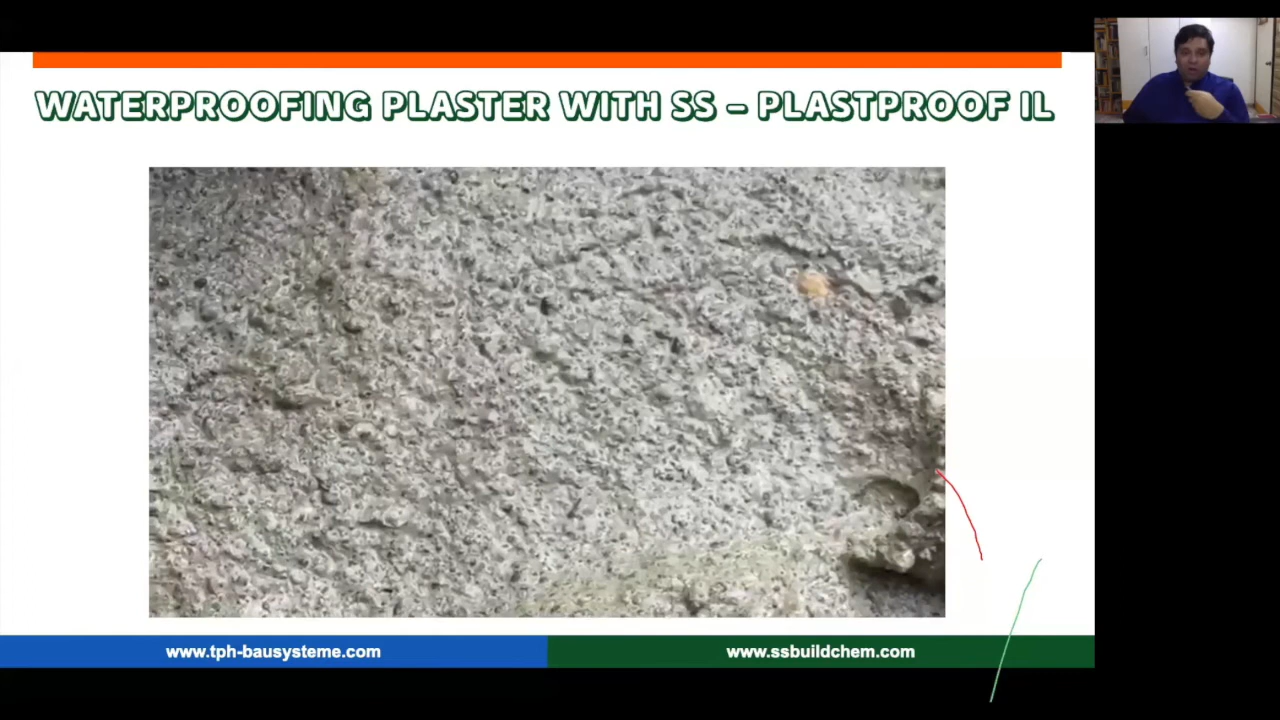 WATERPROOFING PLASTER WITH SS – PLASTPROOF IL
www.tph-bausysteme.com
www.ssbuildchem.com